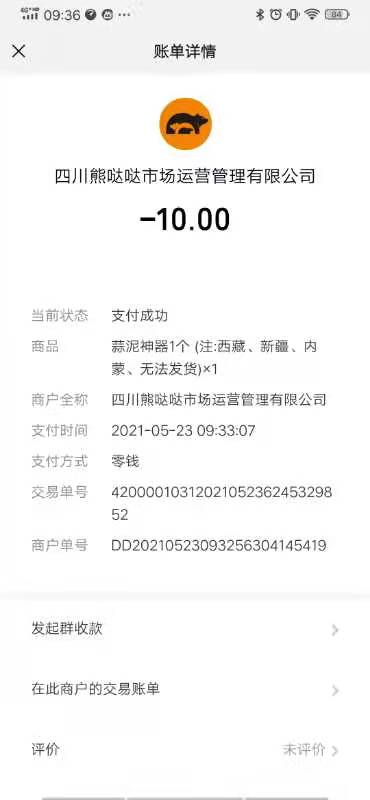 4G+HD
09:36
84
账单详情
四川熊哒哒市场运营管理有限公司
-10.00
当前状态 支付成功
商品 蒜泥神器1个 (注:西藏、新疆、内
蒙、无法发货)×1
商户全称 四川熊哒哒市场运营管理有限公司
支付时间 2021-05-23 09:33:07
支付方式 零钱
交易单号 42000010312021052362453298
52
商户单号 DD20210523093256304145419
发起群收款
在此商户的交易账单
评价 未评价